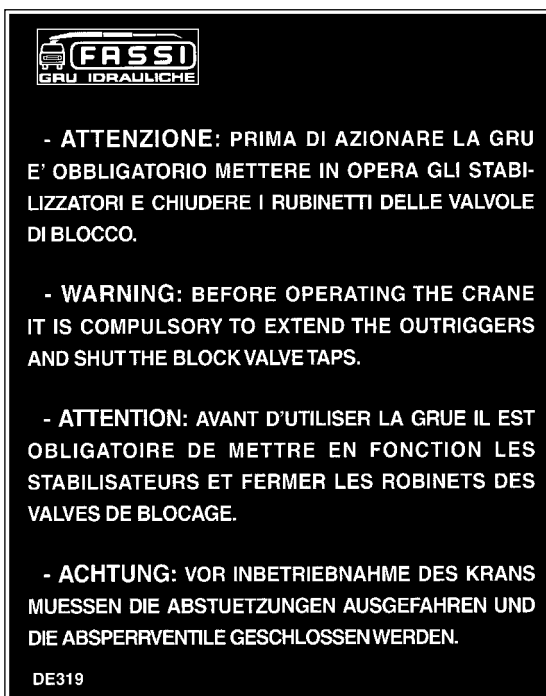 FASSI
GRU IDRAULICHE
- ATTENZIONE: PRIMA DI AZIONARE LA GRU
E' OBBLIGATORIO METTERE IN OPERA GLI STABI-
LIZZATORI E CHIUDERE I RUBINETTI DELLE VALVOLE
DI BLOCCO.
- WARNING: BEFORE OPERATING THE CRANE
IT IS COMPULSORY TO EXTEND THE OUTRIGGERS
AND SHUT THE BLOCK VALVE TAPS.
- ATTENTION: AVANT D'UTILISER LA GRUE IL EST
OBLIGATOIRE DE METTRE EN FONCTION LES
STABILISATEURS ET FERMER LES ROBINETS DES
VALVES DE BLOCAGE.
- ACHTUNG: VOR INBETRIEBNAHME DES KRANS
MUESSEN DIE ABSTUETZUNGEN AUSGEFAHREN UND
DIE ABSPERRVENTILE GESCHLOSSEN WERDEN.
DE319